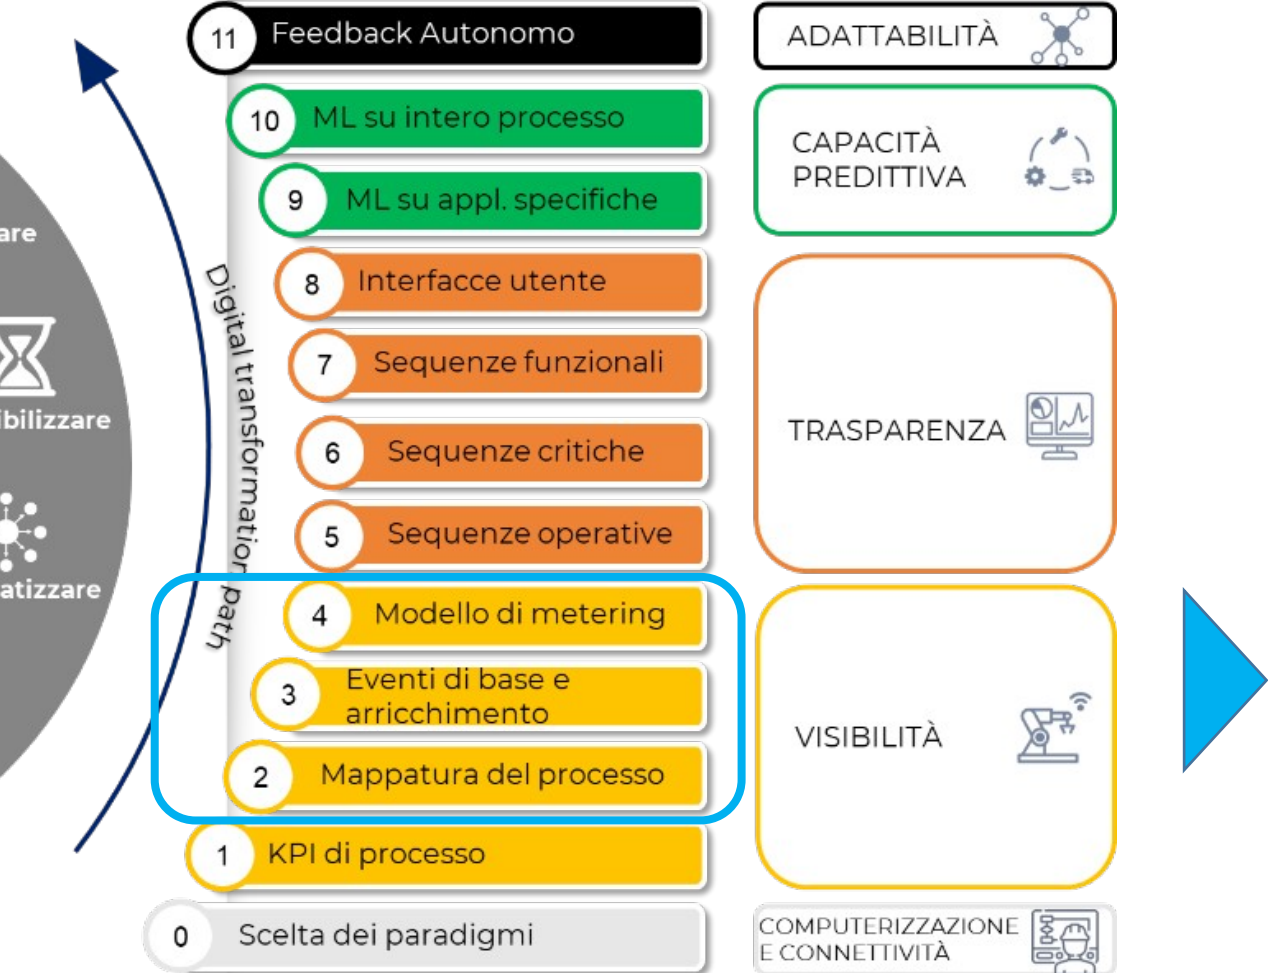 11 Feedback Autonomo
ADATTABILITÀ
10 ML su intero processo
CAPACITÀ
PREDITTIVA
9 ML su appl. specifiche
8 Interfacce utente
7 Sequenze funzionali
TRASPARENZA
6 Sequenze critiche
5 Sequenze operative
4 Modello di metering
3 Eventi di base e
arricchimento
VISIBILITÀ
2 Mappatura del processo
1 KPI di processo
0 Scelta dei paradigmi
COMPUTERIZZAZIONE
E CONNETTIVITÀ
Digital transformation path
are
ibilizzare
atizzare